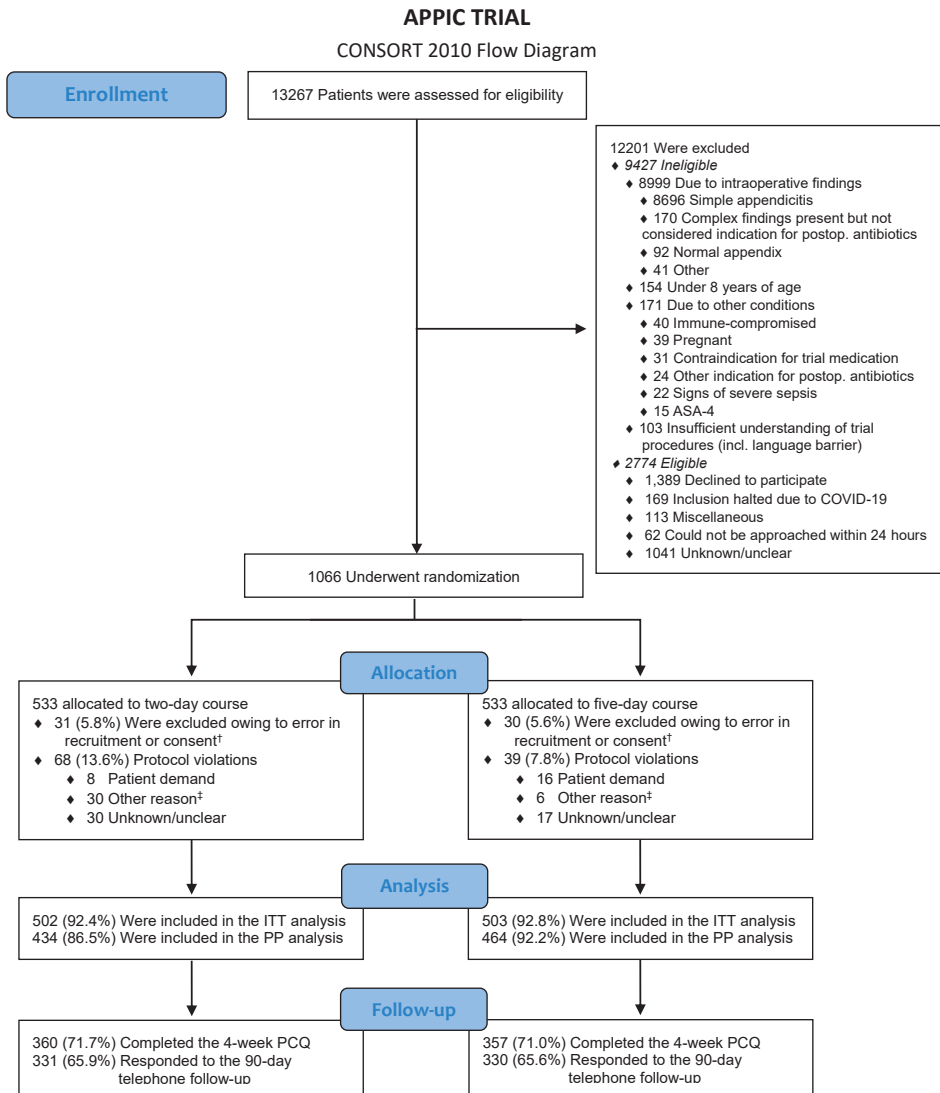 APPIC TRIAL
CONSORT 2010 Flow Diagram
Enrollment
13267 Patients were assessed for eligibility
12201 Were excluded
♦ 9427 Ineligible
♦ 8999 Due to intraoperative findings
♦ 8696 Simple appendicitis
♦ 170 Complex findings present but not
considered indication for postop. antibiotics
♦ 92 Normal appendix
♦ 41 Other
♦ 154 Under 8 years of age
♦ 171 Due to other conditions
♦ 40 Immune-compromised
♦ 39 Pregnant
♦ 31 Contraindication for trial medication
♦ 24 Other indication for postop. antibiotics
♦ 22 Signs of severe sepsis
♦ 15 ASA-4
♦ 103 Insufficient understanding of trial
procedures (incl. language barrier)
♦ 2774 Eligible
♦ 1,389 Declined to participate
♦ 169 Inclusion halted due to COVID-19
♦ 113 Miscellaneous
♦ 62 Could not be approached within 24 hours
♦ 1041 Unknown/unclear
1066 Underwent randomization
Allocation
533 allocated to two-day course
♦ 31 (5.8%) Were excluded owing to error in
recruitment or consent†
♦ 68 (13.6%) Protocol violations
♦ 8 Patient demand
♦ 30 Other reason‡
♦ 30 Unknown/unclear
533 allocated to five-day course
♦ 30 (5.6%) Were excluded owing to error in
recruitment or consent†
♦ 39 (7.8%) Protocol violations
♦ 16 Patient demand
♦ 6 Other reason‡
♦ 17 Unknown/unclear
Analysis
502 (92.4%) Were included in the ITT analysis
434 (86.5%) Were included in the PP analysis
503 (92.8%) Were included in the ITT analysis
464 (92.2%) Were included in the PP analysis
Follow-up
360 (71.7%) Completed the 4-week PCQ
331 (65.9%) Responded to the 90-day
telephone follow-up
357 (71.0%) Completed the 4-week PCQ
330 (65.6%) Responded to the 90-day
telephone follow-up